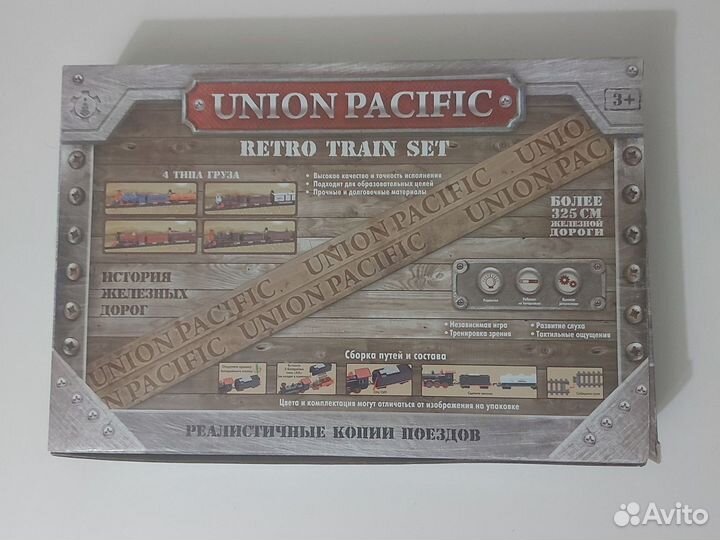 UNION PACIFIC
3+
RETRO TRAIN SET
4 ТИПА ГРУЗА
• Высокое качество и точность исполнения
• Подходит для образовательных целей
• Прочные и долговечные материалы
UNION PACIFIC UNIO
UNION PACIFIC UNION PAC
БОЛЕЕ
325 СМ
ЖЕЛЕЗНОЙ
ДОРОГИ
ИСТОРИЯ
ЖЕЛЕЗНЫХ
ДОРОГ
UNION PACIFIC
N PACIFIC
• Независимая игра
• Тренировка зрения
• Развитие слуха
• Тактильные ощущения
Сборка путей и состава
Цвета и комплектация могут отличаться от изображения на упаковке
РЕАЛИСТИЧНЫЕ КОПИИ ПОЕЗДОВ
Avito